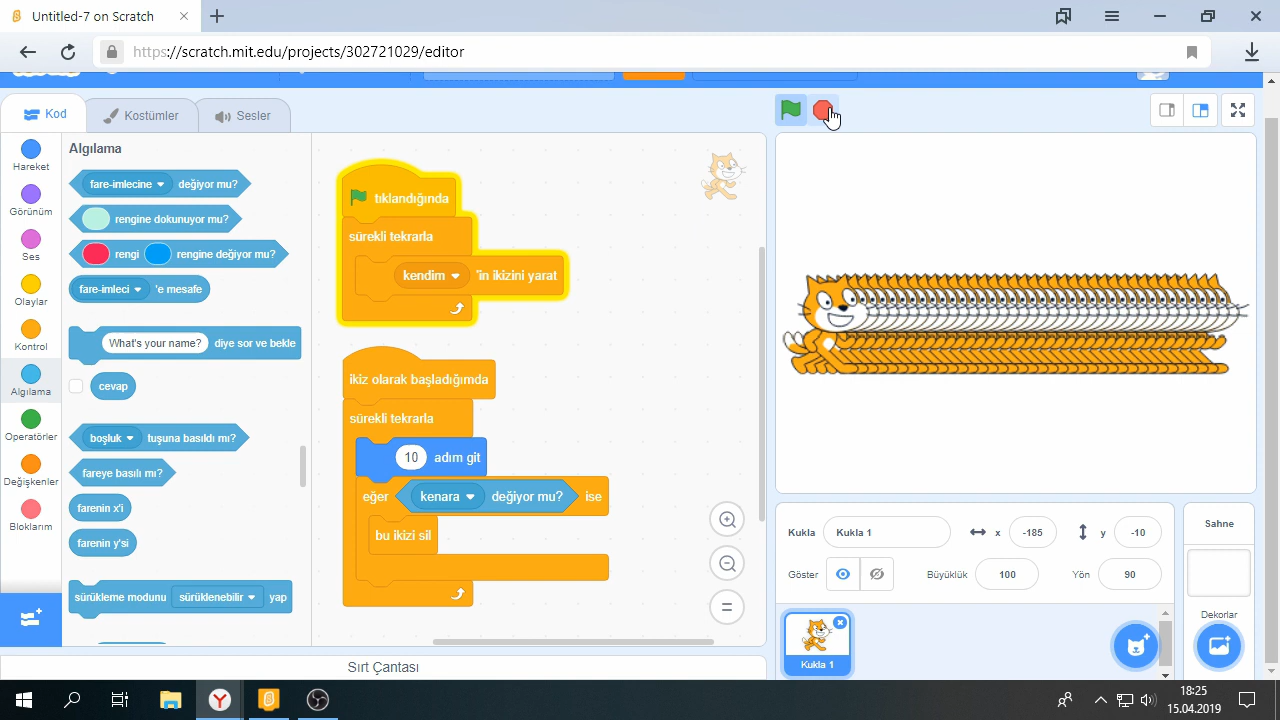 Untitled-7 on Scratch
https://scratch.mit.edu/projects/302721029/editor
Kod
Kostümler
Sesler
Hareket
Görünüm
Ses
Olaylar
Kontrol
Algılama
Operatörler
Değişkenler
Bloklarım
Algılama
fare-imlecine değiyor mu?
rengine dokunuyor mu?
rengi rengine değiyor mu?
fare-imleci 'e mesafe
What's your name? diye sor ve bekle
cevap
boşluk tuşuna basıldı mı?
fareye basılı mı?
farenin x'i
farenin y'si
sürükleme modunu sürüklenebilir yap
tıklandığında
sürekli tekrarla
kendim 'in ikizini yarat
ikiz olarak başladığımda
sürekli tekrarla
10 adım git
eğer kenara değiyor mu? ise
bu ikizi sil
Sırt Çantası
Kukla Kukla 1 x -185 y -10
Göster Büyüklük 100 Yön 90
Kukla 1
Sahne
Dekorlar
18:25
15.04.2019